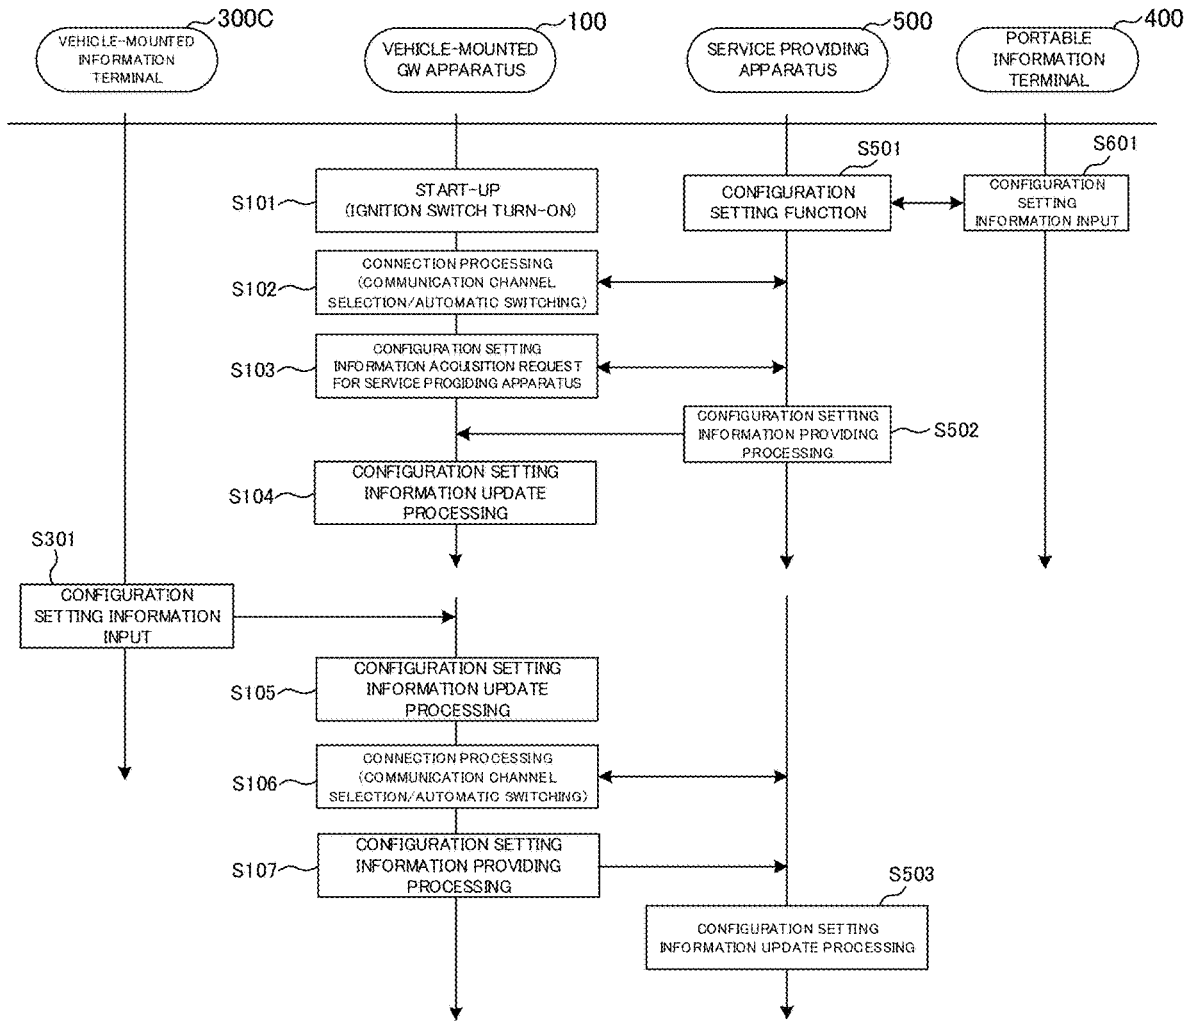 300C
VEHICLE-MOUNTED
INFORMATION
TERMINAL
100
VEHICLE-MOUNTED
GW APPARATUS
500
SERVICE PROVIDING
APPARATUS
400
PORTABLE
INFORMATION
TERMINAL
S101
START-UP
(IGNITION SWITCH TURN-ON)
S501
CONFIGURATION
SETTING FUNCTION
S601
CONFIGURATION
SETTING
INFORMATION INPUT
S102
CONNECTION PROCESSING
(COMMUNICATION CHANNEL
SELECTION/AUTOMATIC SWITCHING)
S103
CONFIGURATION SETTING
INFORMATION ACQUISITION REQUEST
FOR SERVICE PROGIDING APPARATUS
CONFIGURATION SETTING
INFORMATION PROVIDING
PROCESSING
S502
S104
CONFIGURATION SETTING
INFORMATION UPDATE
PROCESSING
S301
CONFIGURATION
SETTING INFORMATION
INPUT
S105
CONFIGURATION SETTING
INFORMATION UPDATE
PROCESSING
S106
CONNECTION PROCESSING
(COMMUNICATION CHANNEL
SELECTION/AUTOMATIC SWITCHING)
S107
CONFIGURATION SETTING
INFORMATION PROVIDING
PROCESSING
S503
CONFIGURATION SETTING
INFORMATION UPDATE PROCESSING